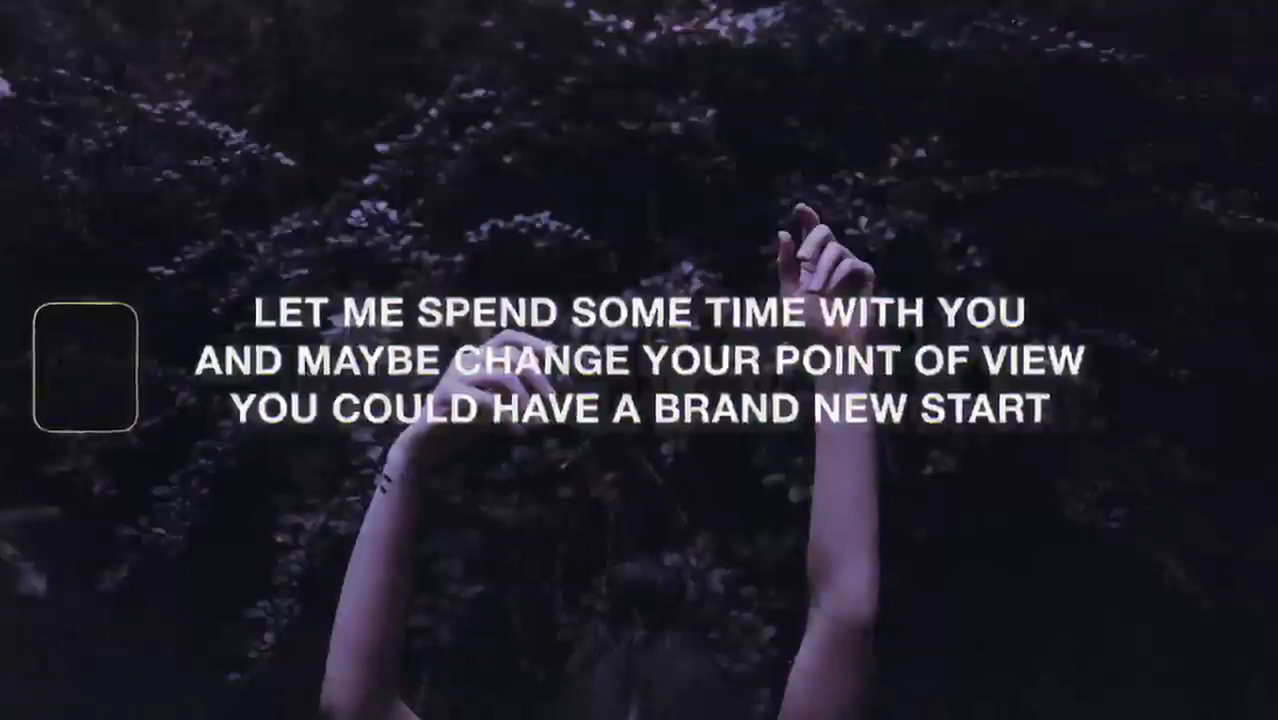 LET ME SPEND SOME TIME WITH YOU
AND MAYBE CHANGE YOUR POINT OF VIEW
YOU COULD HAVE A BRAND NEW START